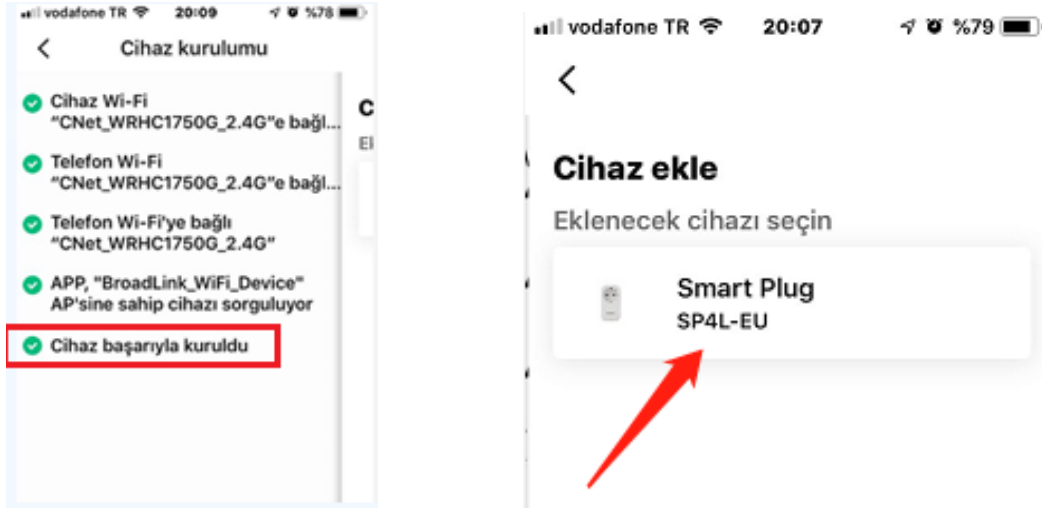 vodafone TR 20:09 %78
Cihaz kurulumu
Cihaz Wi-Fi
“CNet_WRHC1750G_2.4G”e bağl...
Telefon Wi-Fi
“CNet_WRHC1750G_2.4G”e bağl...
Telefon Wi-Fi'ye bağlı
“CNet_WRHC1750G_2.4G”
APP, "BroadLink_WiFi_Device"
AP'sine sahip cihazı sorguluyor
Cihaz başarıyla kuruldu
C
El
vodafone TR 20:07 %79
Cihaz ekle
Eklenecek cihazı seçin
Smart Plug
SP4L-EU